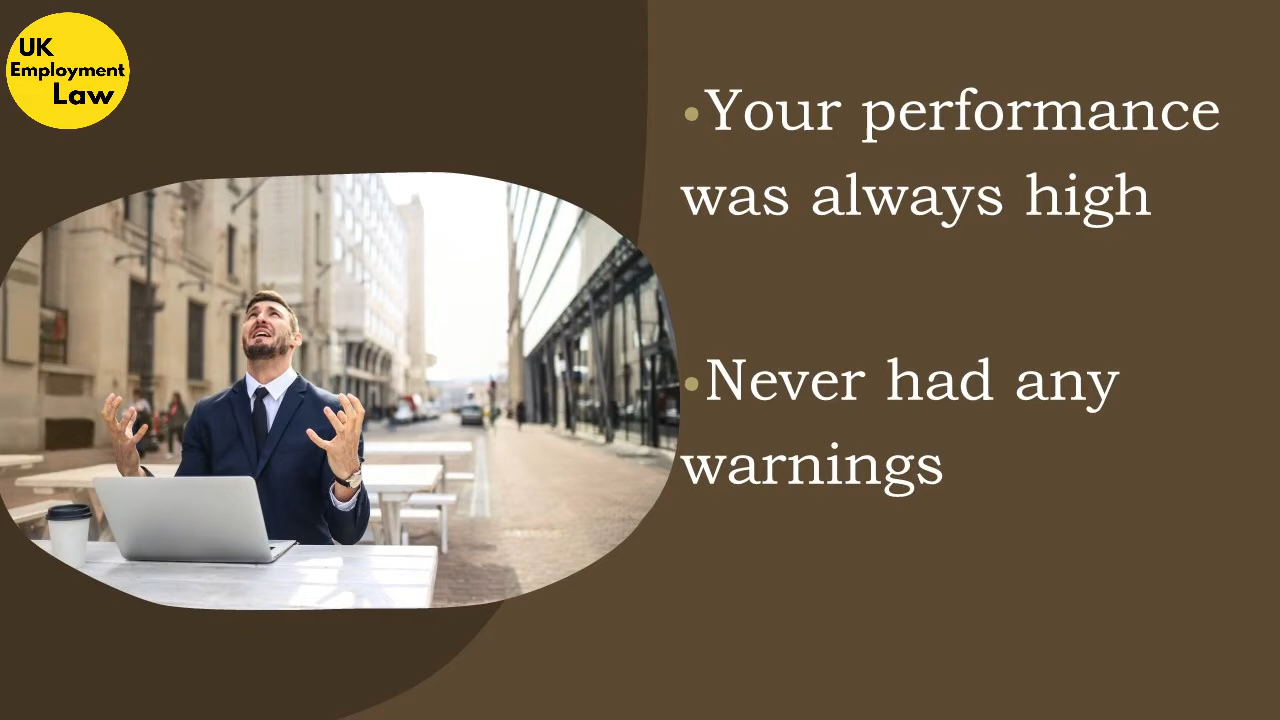 UK
Employment
Law
•Your performance
was always high
•Never had any
warnings